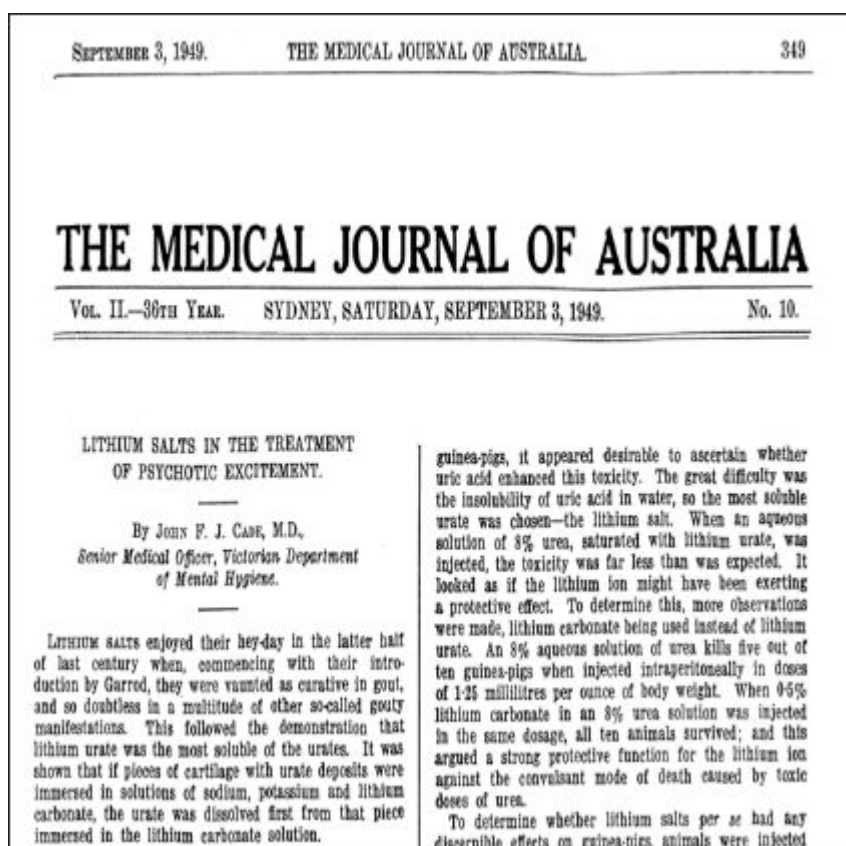 SEPTEMBER 3, 1949. THE MEDICAL JOURNAL OF AUSTRALIA. 349
THE MEDICAL JOURNAL OF AUSTRALIA
VOL. II.—36TH YEAR. SYDNEY, SATURDAY, SEPTEMBER 3, 1949. No. 10.
LITHIUM SALTS IN THE TREATMENT
OF PSYCHOTIC EXCITEMENT.
By JOHN F. J. CADE, M.D.,
Senior Medical Officer, Victorian Department
of Mental Hygiene.
LITHIUM SALTS enjoyed their hey-day in the latter half
of last century when, commencing with their intro-
duction by Garrod, they were vaunted as curative in gout,
and so doubtless in a multitude of other so-called gouty
manifestations. This followed the demonstration that
lithium urate was the most soluble of the urates. It was
shown that if pieces of cartilage with urate deposits were
immersed in solutions of sodium, potassium and lithium
carbonate, the urate was dissolved first from that piece
immersed in the lithium carbonate solution.
guinea-pigs, it appeared desirable to ascertain whether
uric acid enhanced this toxicity. The great difficulty was
the insolubility of uric acid in water, so the most soluble
urate was chosen—the lithium salt. When an aqueous
solution of 8% urea, saturated with lithium urate, was
injected, the toxicity was far less than was expected. It
looked as if the lithium ion might have been exerting
a protective effect. To determine this, more observations
were made, lithium carbonate being used instead of lithium
urate. An 8% aqueous solution of urea kills five out of
ten guinea-pigs when injected intraperitoneally in doses
of 1·25 millilitres per ounce of body weight. When 0·5%
lithium carbonate in an 8% urea solution was injected
in the same dosage, all ten animals survived; and this
argued a strong protective function for the lithium ion
against the convulsant mode of death caused by toxic
doses of urea.
To determine whether lithium salts per se had any
discernible effects on guinea-pigs, animals were injected